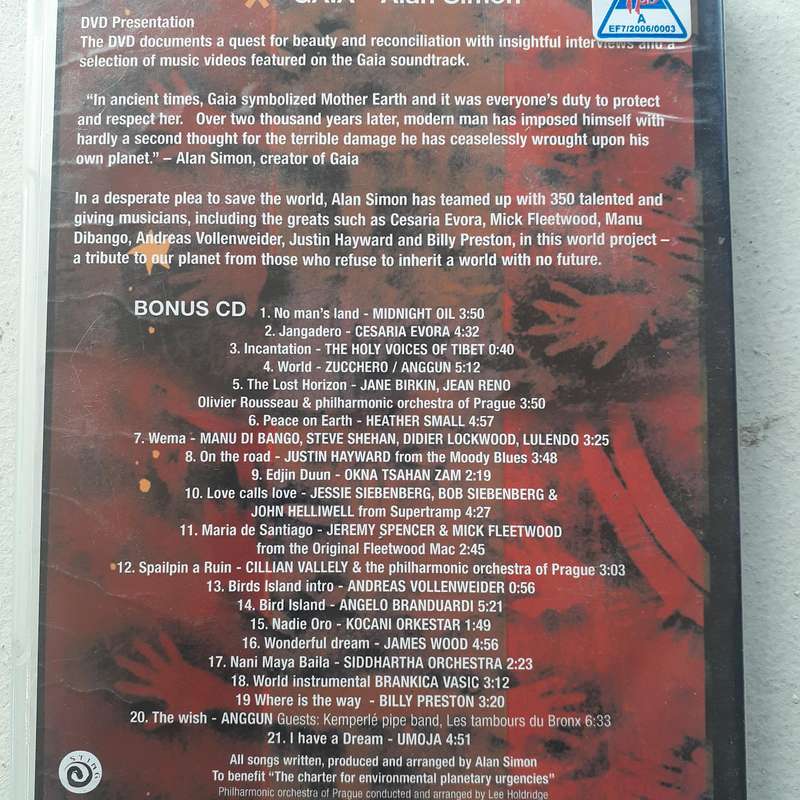 GAIA - Alan Simon
A
EF7/2006/0003
DVD Presentation
The DVD documents a quest for beauty and reconciliation with insightful interviews and a
selection of music videos featured on the Gaia soundtrack.
“In ancient times, Gaia symbolized Mother Earth and it was everyone’s duty to protect
and respect her. Over two thousand years later, modern man has imposed himself with
hardly a second thought for the terrible damage he has ceaselessly wrought upon his
own planet.” – Alan Simon, creator of Gaia
In a desperate plea to save the world, Alan Simon has teamed up with 350 talented and
giving musicians, including the greats such as Cesaria Evora, Mick Fleetwood, Manu
Dibango, Andreas Vollenweider, Justin Hayward and Billy Preston, in this world project –
a tribute to our planet from those who refuse to inherit a world with no future.
BONUS CD 1. No man’s land - MIDNIGHT OIL 3:50
2. Jangadero - CESARIA EVORA 4:32
3. Incantation - THE HOLY VOICES OF TIBET 0:40
4. World - ZUCCHERO / ANGGUN 5:12
5. The Lost Horizon - JANE BIRKIN, JEAN RENO
Olivier Rousseau & philharmonic orchestra of Prague 3:50
6. Peace on Earth - HEATHER SMALL 4:57
7. Wema - MANU DI BANGO, STEVE SHEHAN, DIDIER LOCKWOOD, LULENDO 3:25
8. On the road - JUSTIN HAYWARD from the Moody Blues 3:48
9. Edjin Duun - OKNA TSAHAN ZAM 2:19
10. Love calls love - JESSIE SIEBENBERG, BOB SIEBENBERG &
JOHN HELLIWELL from Supertramp 4:27
11. Maria de Santiago - JEREMY SPENCER & MICK FLEETWOOD
from the Original Fleetwood Mac 2:45
12. Spailpin a Ruin - CILLIAN VALLELY & the philharmonic orchestra of Prague 3:03
13. Birds Island intro - ANDREAS VOLLENWEIDER 0:56
14. Bird Island - ANGELO BRANDUARDI 5:21
15. Nadie Oro - KOCANI ORKESTAR 1:49
16. Wonderful dream - JAMES WOOD 4:56
17. Nani Maya Baila - SIDDHARTHA ORCHESTRA 2:23
18. World instrumental BRANKICA VASIC 3:12
19 Where is the way - BILLY PRESTON 3:20
20. The wish - ANGGUN Guests: Kemperlé pipe band, Les tambours du Bronx 6:33
21. I have a Dream - UMOJA 4:51
STING
All songs written, produced and arranged by Alan Simon
To benefit “The charter for environmental planetary urgencies”
Philharmonic orchestra of Prague conducted and arranged by Lee Holdridge